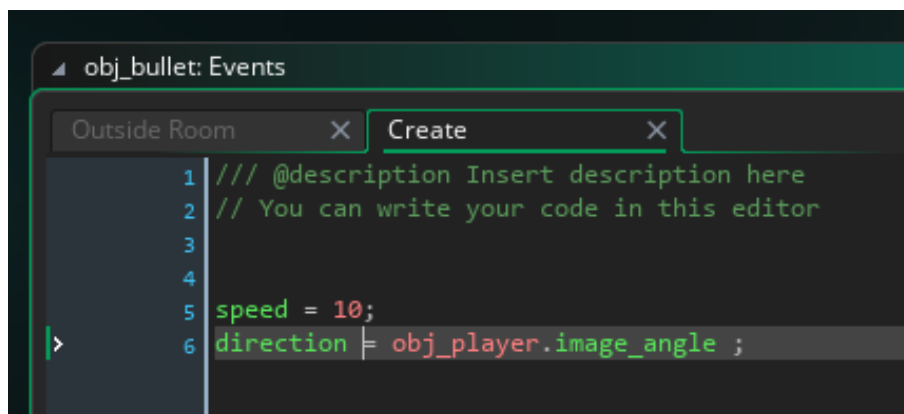 obj_bullet: Events
Outside Room
Create
1 /// @description Insert description here
2 // You can write your code in this editor
3
4
5 speed = 10;
6 direction = obj_player.image_angle ;